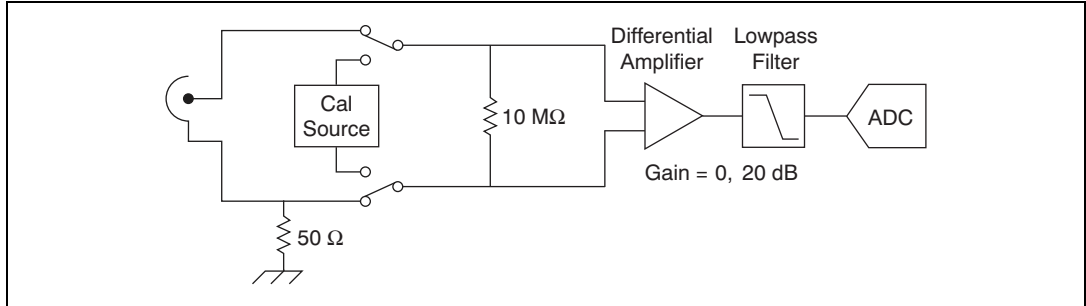 Differential
Amplifier
Lowpass
Filter
Cal
Source
10 MΩ
ADC
Gain = 0, 20 dB
50 Ω